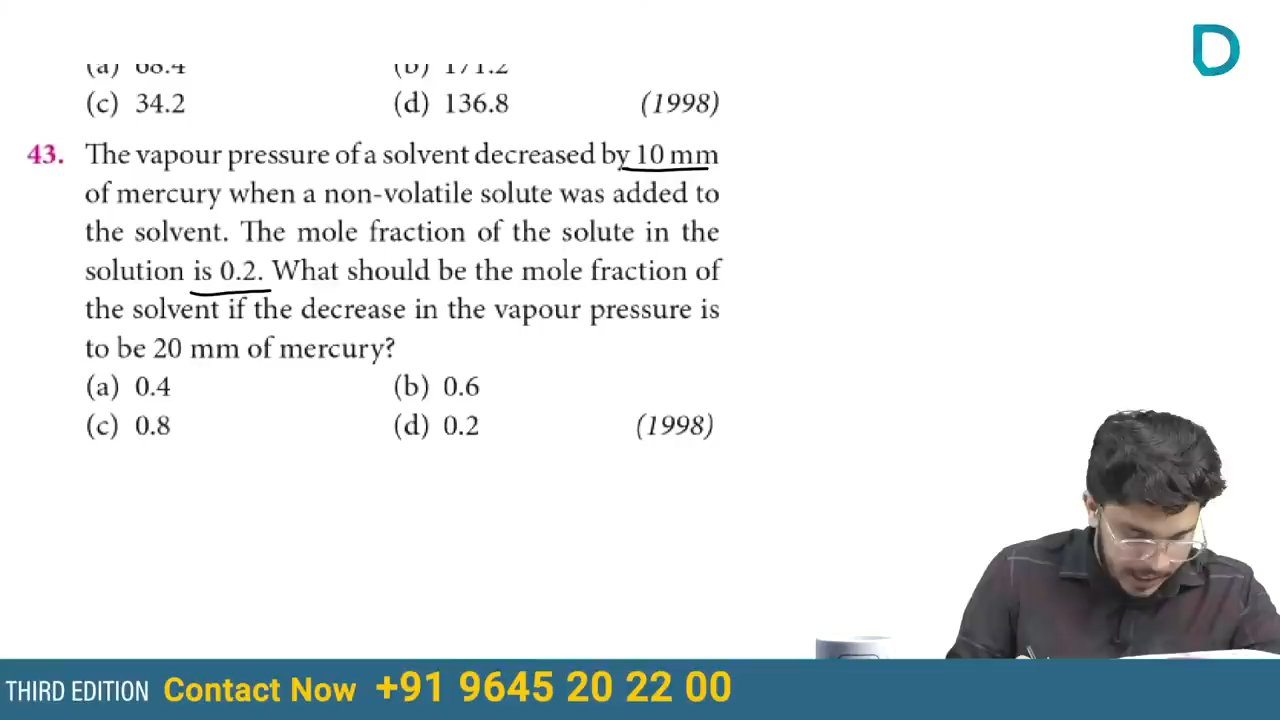 (a) 68.4 (b) 171.2
(c) 34.2 (d) 136.8 (1998)
43. The vapour pressure of a solvent decreased by 10 mm
of mercury when a non-volatile solute was added to
the solvent. The mole fraction of the solute in the
solution is 0.2. What should be the mole fraction of
the solvent if the decrease in the vapour pressure is
to be 20 mm of mercury?
(a) 0.4 (b) 0.6
(c) 0.8 (d) 0.2 (1998)
THIRD EDITION Contact Now +91 9645 20 22 00